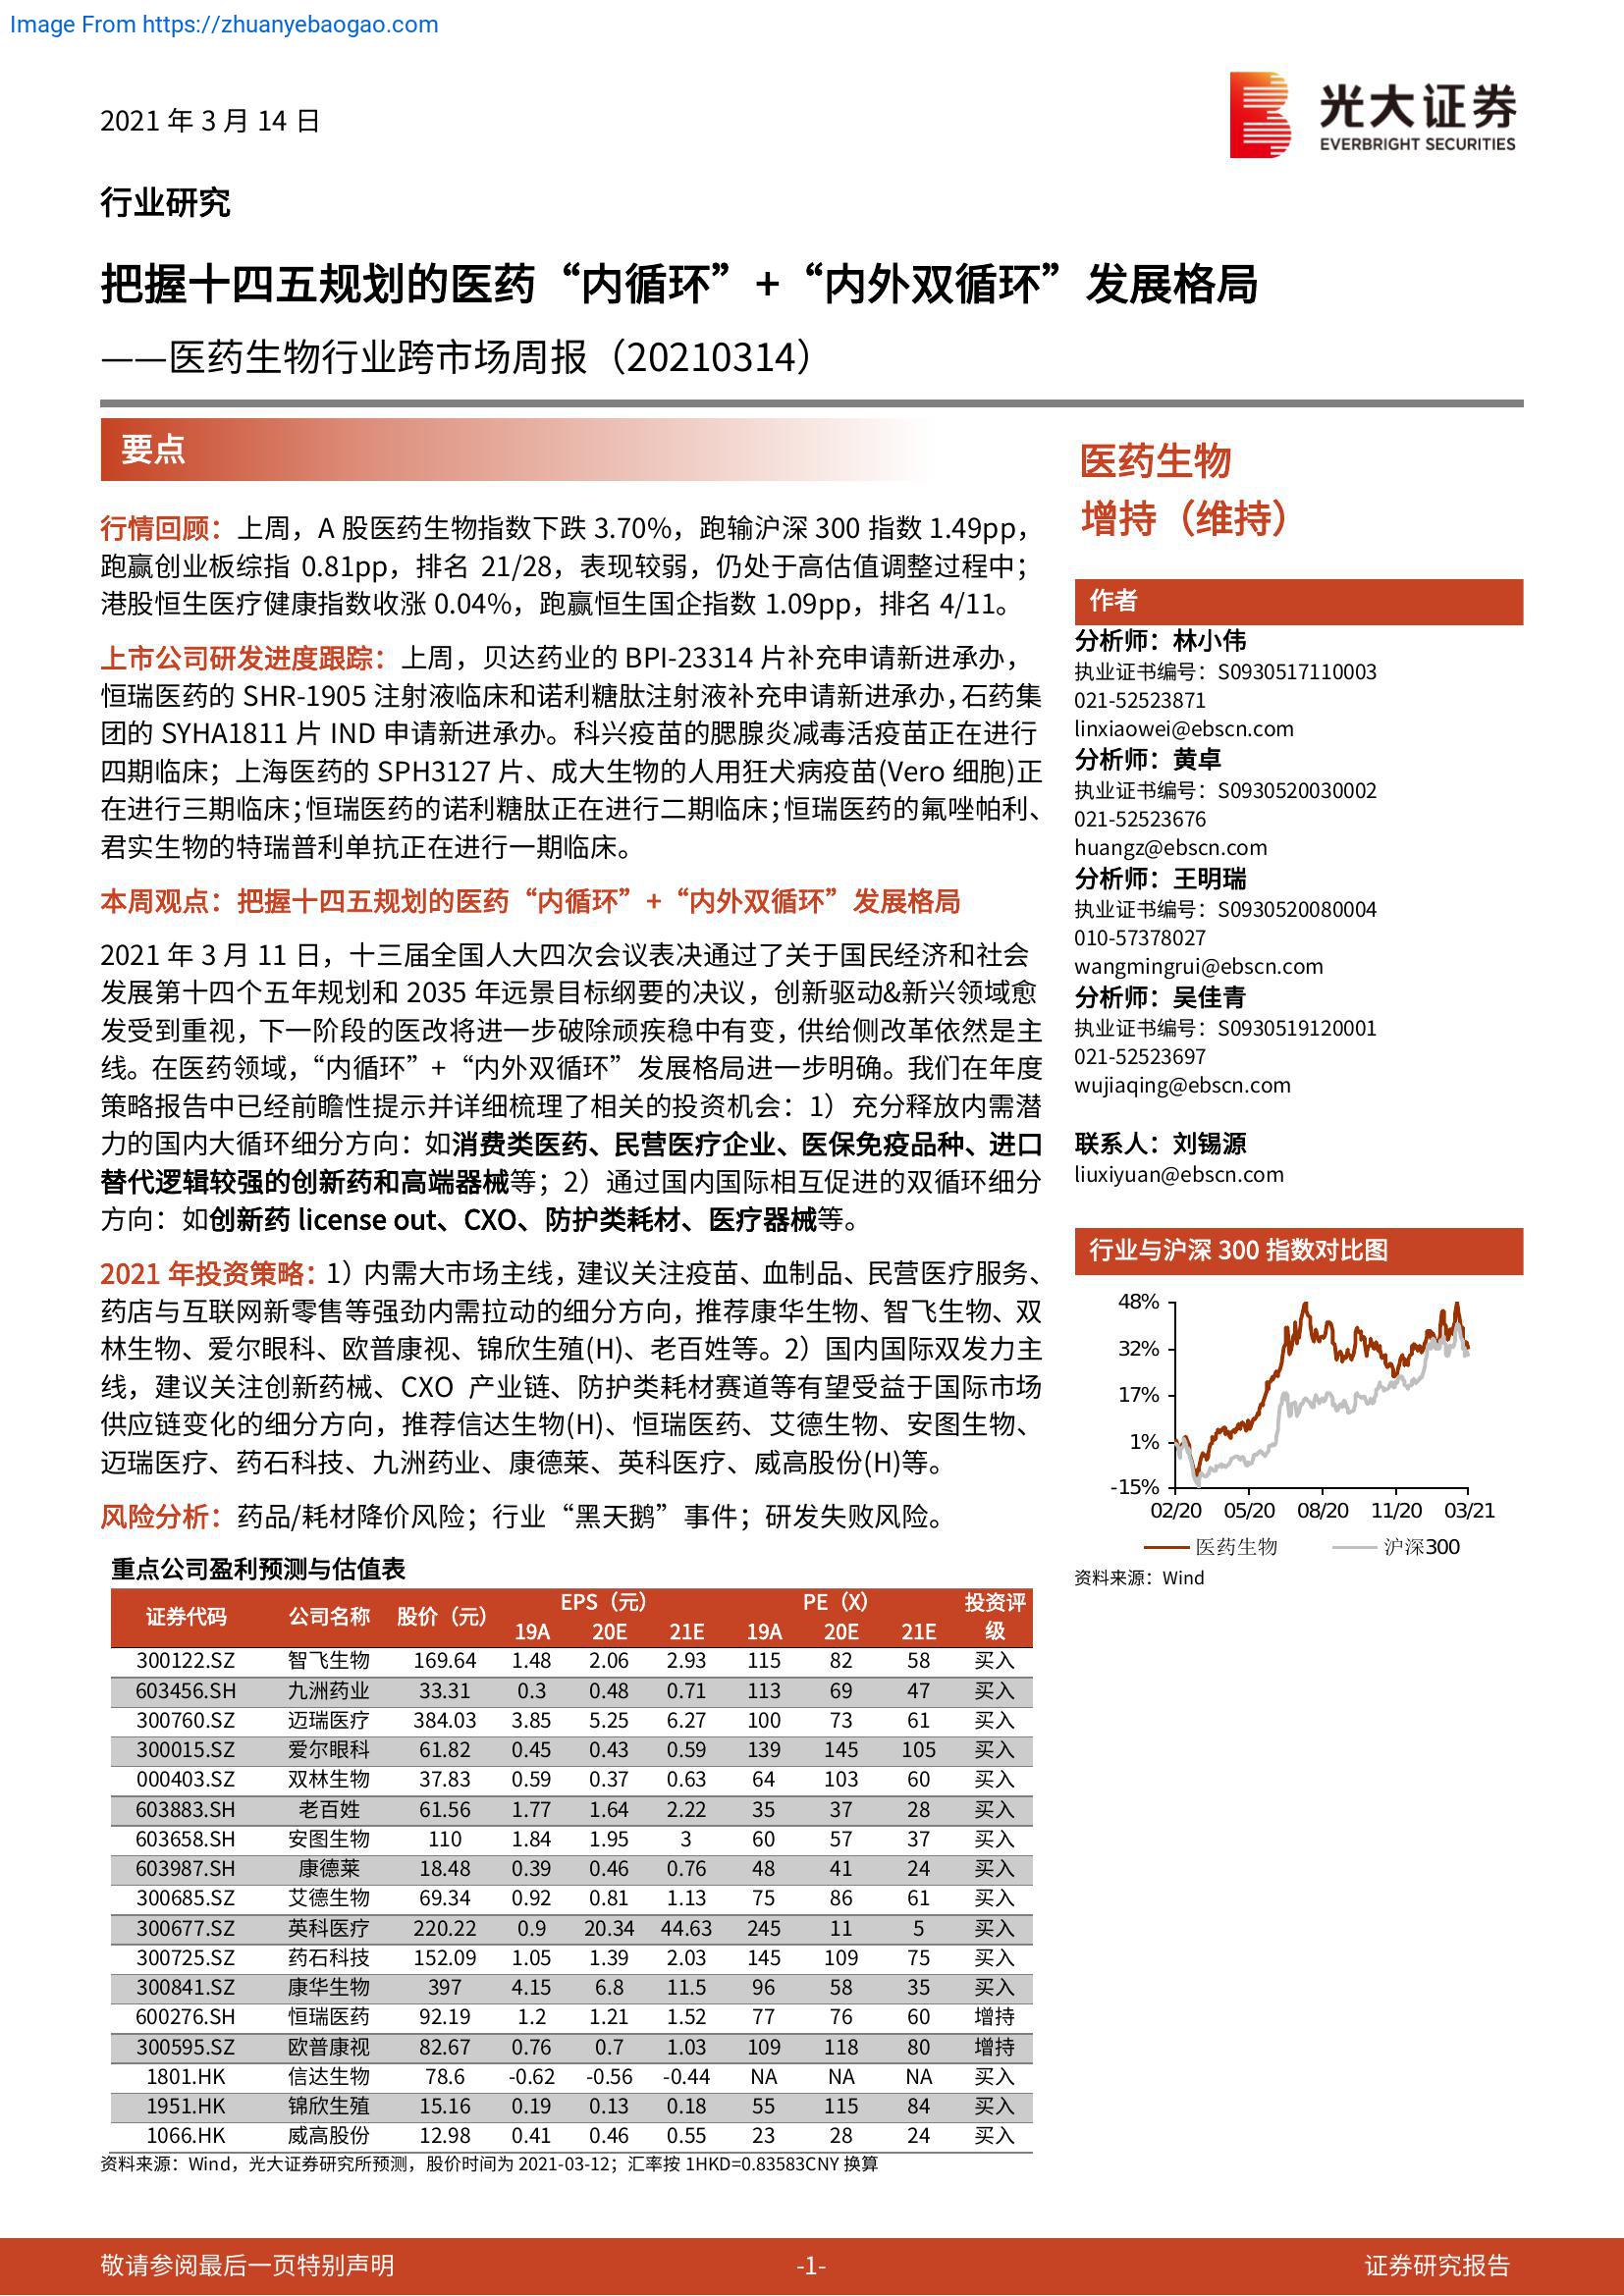 Image From https://zhuanyebaogao.com
2021 年 3 月 14 日
光大证券
EVERBRIGHT SECURITIES
行业研究
把握十四五规划的医药“内循环”+“内外双循环”发展格局
——医药生物行业跨市场周报（20210314）
要点
行情回顾：上周，A 股医药生物指数下跌 3.70%，跑输沪深 300 指数 1.49pp，
跑赢创业板综指 0.81pp，排名 21/28，表现较弱，仍处于高估值调整过程中；
港股恒生医疗健康指数收涨 0.04%，跑赢恒生国企指数 1.09pp，排名 4/11。
上市公司研发进度跟踪：上周，贝达药业的 BPI-23314 片补充申请新进承办，
恒瑞医药的 SHR-1905 注射液临床和诺利糖肽注射液补充申请新进承办，石药集
团的 SYHA1811 片 IND 申请新进承办。科兴疫苗的腮腺炎减毒活疫苗正在进行
四期临床；上海医药的 SPH3127 片、成大生物的人用狂犬病疫苗(Vero 细胞)正
在进行三期临床；恒瑞医药的诺利糖肽正在进行二期临床；恒瑞医药的氟唑帕利、
君实生物的特瑞普利单抗正在进行一期临床。
本周观点：把握十四五规划的医药“内循环”+“内外双循环”发展格局
2021 年 3 月 11 日，十三届全国人大四次会议表决通过了关于国民经济和社会
发展第十四个五年规划和 2035 年远景目标纲要的决议，创新驱动&新兴领域愈
发受到重视，下一阶段的医改将进一步破除顽疾稳中有变，供给侧改革依然是主
线。在医药领域，“内循环”+“内外双循环”发展格局进一步明确。我们在年度
策略报告中已经前瞻性提示并详细梳理了相关的投资机会：1）充分释放内需潜
力的国内大循环细分方向：如消费类医药、民营医疗企业、医保免疫品种、进口
替代逻辑较强的创新药和高端器械等；2）通过国内国际相互促进的双循环细分
方向：如创新药 license out、CXO、防护类耗材、医疗器械等。
2021 年投资策略：1）内需大市场主线，建议关注疫苗、血制品、民营医疗服务、
药店与互联网新零售等强劲内需拉动的细分方向，推荐康华生物、智飞生物、双
林生物、爱尔眼科、欧普康视、锦欣生殖(H)、老百姓等。2）国内国际双发力主
线，建议关注创新药械、CXO 产业链、防护类耗材赛道等有望受益于国际市场
供应链变化的细分方向，推荐信达生物(H)、恒瑞医药、艾德生物、安图生物、
迈瑞医疗、药石科技、九洲药业、康德莱、英科医疗、威高股份(H)等。
风险分析：药品/耗材降价风险；行业“黑天鹅”事件；研发失败风险。
重点公司盈利预测与估值表
证券代码 公司名称 股价（元） EPS（元） PE（X） 投资评级
19A 20E 21E 19A 20E 21E
300122.SZ 智飞生物 169.64 1.48 2.06 2.93 115 82 58 买入
603456.SH 九洲药业 33.31 0.3 0.48 0.71 113 69 47 买入
300760.SZ 迈瑞医疗 384.03 3.85 5.25 6.27 100 73 61 买入
300015.SZ 爱尔眼科 61.82 0.45 0.43 0.59 139 145 105 买入
000403.SZ 双林生物 37.83 0.59 0.37 0.63 64 103 60 买入
603883.SH 老百姓 61.56 1.77 1.64 2.22 35 37 28 买入
603658.SH 安图生物 110 1.84 1.95 3 60 57 37 买入
603987.SH 康德莱 18.48 0.39 0.46 0.76 48 41 24 买入
300685.SZ 艾德生物 69.34 0.92 0.81 1.13 75 86 61 买入
300677.SZ 英科医疗 220.22 0.9 20.34 44.63 245 11 5 买入
300725.SZ 药石科技 152.09 1.05 1.39 2.03 145 109 75 买入
300841.SZ 康华生物 397 4.15 6.8 11.5 96 58 35 买入
600276.SH 恒瑞医药 92.19 1.2 1.21 1.52 77 76 60 增持
300595.SZ 欧普康视 82.67 0.76 0.7 1.03 109 118 80 增持
1801.HK 信达生物 78.6 -0.62 -0.56 -0.44 NA NA NA 买入
1951.HK 锦欣生殖 15.16 0.19 0.13 0.18 55 115 84 买入
1066.HK 威高股份 12.98 0.41 0.46 0.55 23 28 24 买入
资料来源：Wind，光大证券研究所预测，股价时间为 2021-03-12；汇率按 1HKD=0.83583CNY 换算
医药生物
增持（维持）
作者
分析师：林小伟
执业证书编号：S0930517110003
021-52523871
linxiaowei@ebscn.com
分析师：黄卓
执业证书编号：S0930520030002
021-52523676
huangz@ebscn.com
分析师：王明瑞
执业证书编号：S0930520080004
010-57378027
wangmingrui@ebscn.com
分析师：吴佳青
执业证书编号：S0930519120001
021-52523697
wujiaqing@ebscn.com
联系人：刘锡源
liuxiyuan@ebscn.com
行业与沪深 300 指数对比图
48%
32%
17%
1%
-15%
02/20 05/20 08/20 11/20 03/21
医药生物 沪深300
资料来源：Wind
敬请参阅最后一页特别声明 -1- 证券研究报告